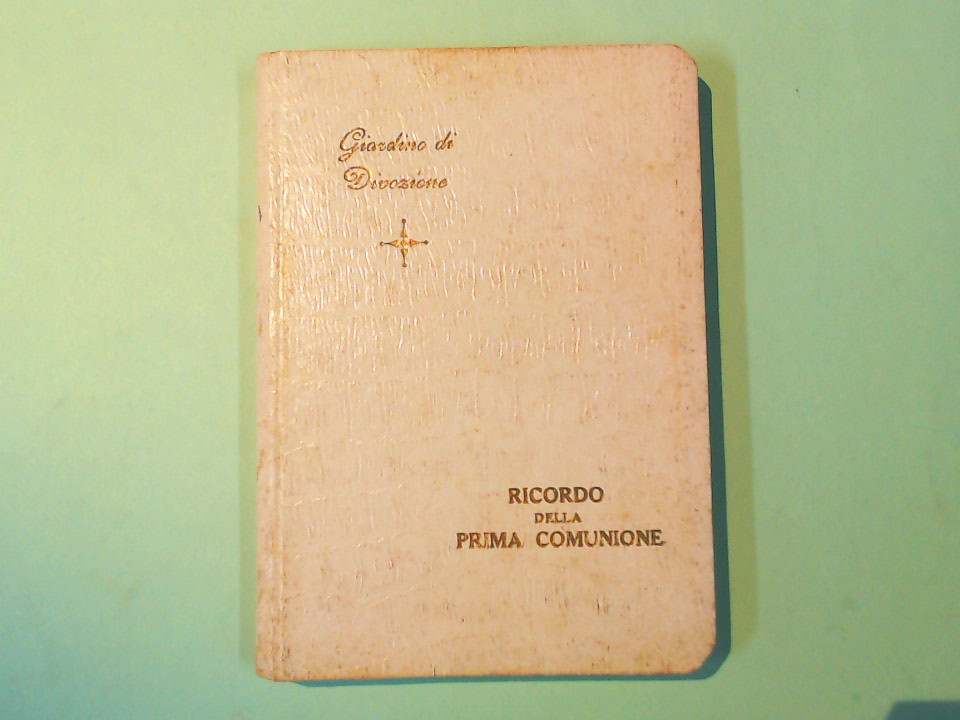 Giardino di
Divozione
RICORDO
DELLA
PRIMA COMUNIONE